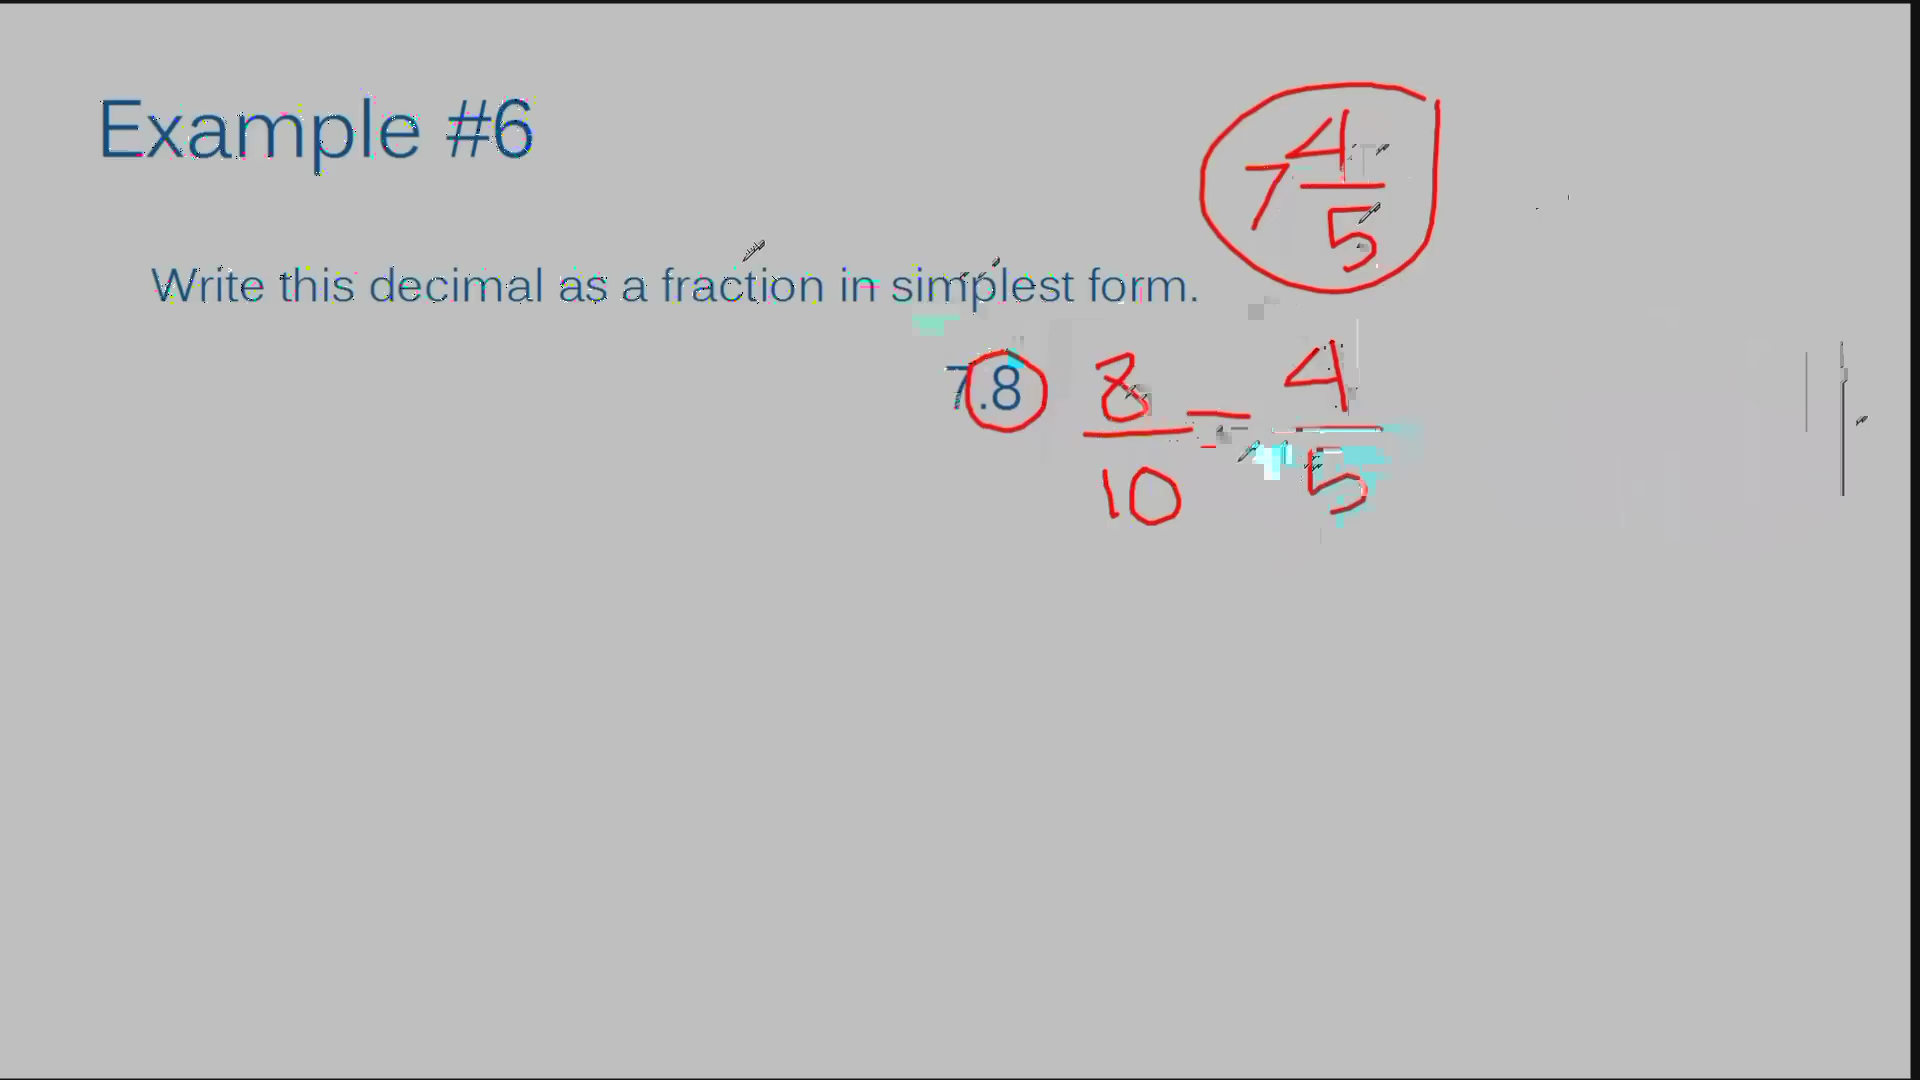 Example #6
7 4/5
Write this decimal as a fraction in simplest form.
7.8 8/10 = 4/5